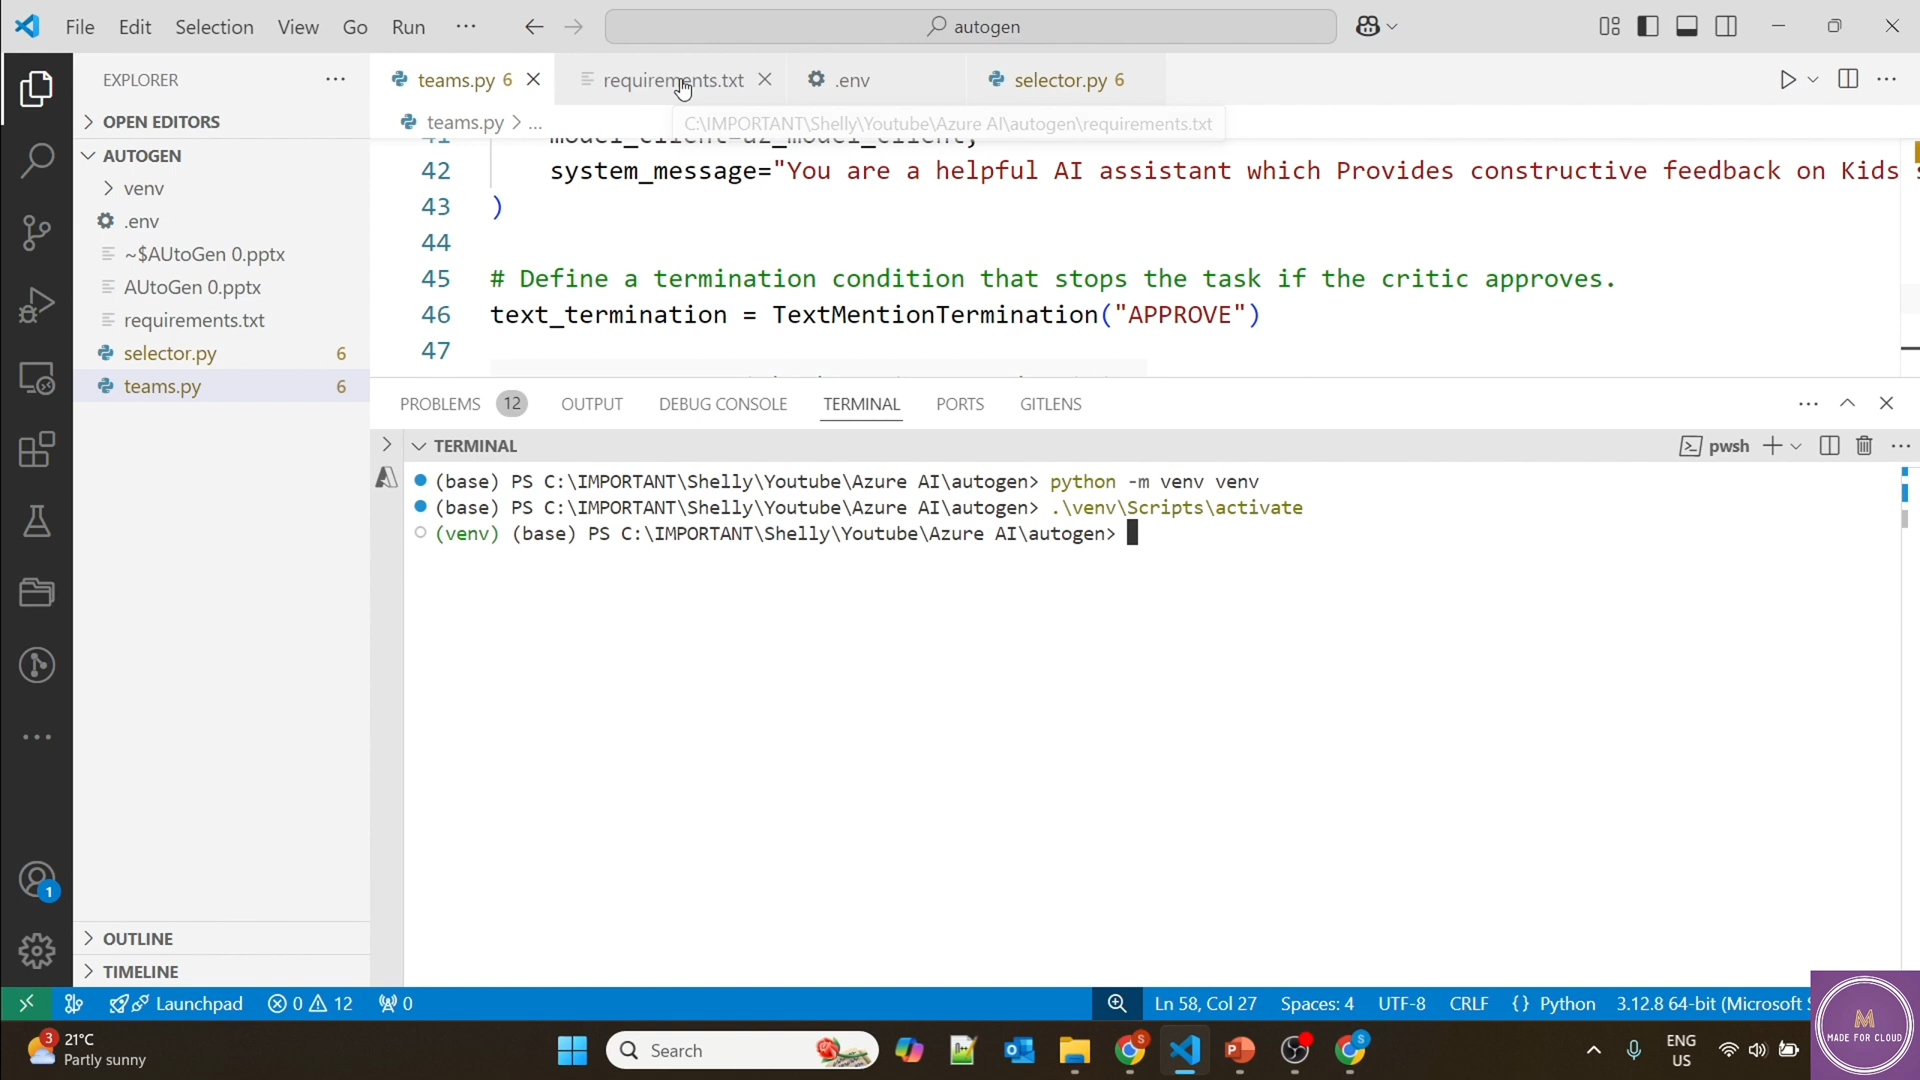 File Edit Selection View Go Run ··· autogen
EXPLORER ···
OPEN EDITORS
AUTOGEN
venv
.env
~$AUtoGen 0.pptx
AUtoGen 0.pptx
requirements.txt
selector.py 6
teams.py 6
OUTLINE
TIMELINE
1
teams.py 6 requirements.txt .env selector.py 6
teams.py > ...
C:\IMPORTANT\Shelly\Youtube\Azure AI\autogen\requirements.txt
41 model_client=az_model_client,
42 system_message="You are a helpful AI assistant which Provides constructive feedback on Kids s
43 )
44
45 # Define a termination condition that stops the task if the critic approves.
46 text_termination = TextMentionTermination("APPROVE")
47
PROBLEMS 12 OUTPUT DEBUG CONSOLE TERMINAL PORTS GITLENS
TERMINAL
pwsh
(base) PS C:\IMPORTANT\Shelly\Youtube\Azure AI\autogen> python -m venv venv
(base) PS C:\IMPORTANT\Shelly\Youtube\Azure AI\autogen> .\venv\Scripts\activate
(venv) (base) PS C:\IMPORTANT\Shelly\Youtube\Azure AI\autogen>
Launchpad 0 12 0 Ln 58, Col 27 Spaces: 4 UTF-8 CRLF {} Python 3.12.8 64-bit (Microsoft S
3
21°C
Partly sunny
Search
ENG
US
M
MADE FOR CLOUD